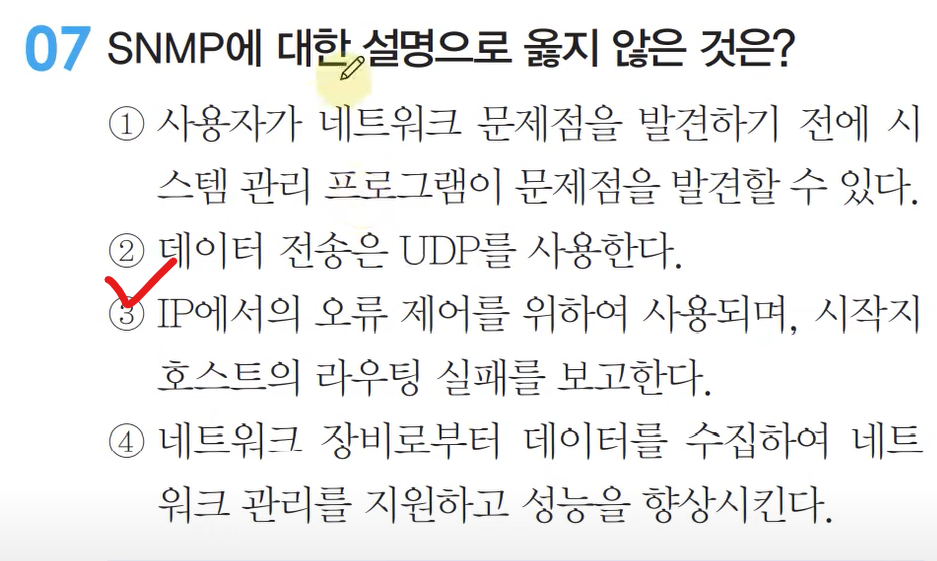 07 SNMP에 대한 설명으로 옳지 않은 것은?
① 사용자가 네트워크 문제점을 발견하기 전에 시
스템 관리 프로그램이 문제점을 발견할 수 있다.
② 데이터 전송은 UDP를 사용한다.
③ IP에서의 오류 제어를 위하여 사용되며, 시작지
호스트의 라우팅 실패를 보고한다.
④ 네트워크 장비로부터 데이터를 수집하여 네트
워크 관리를 지원하고 성능을 향상시킨다.